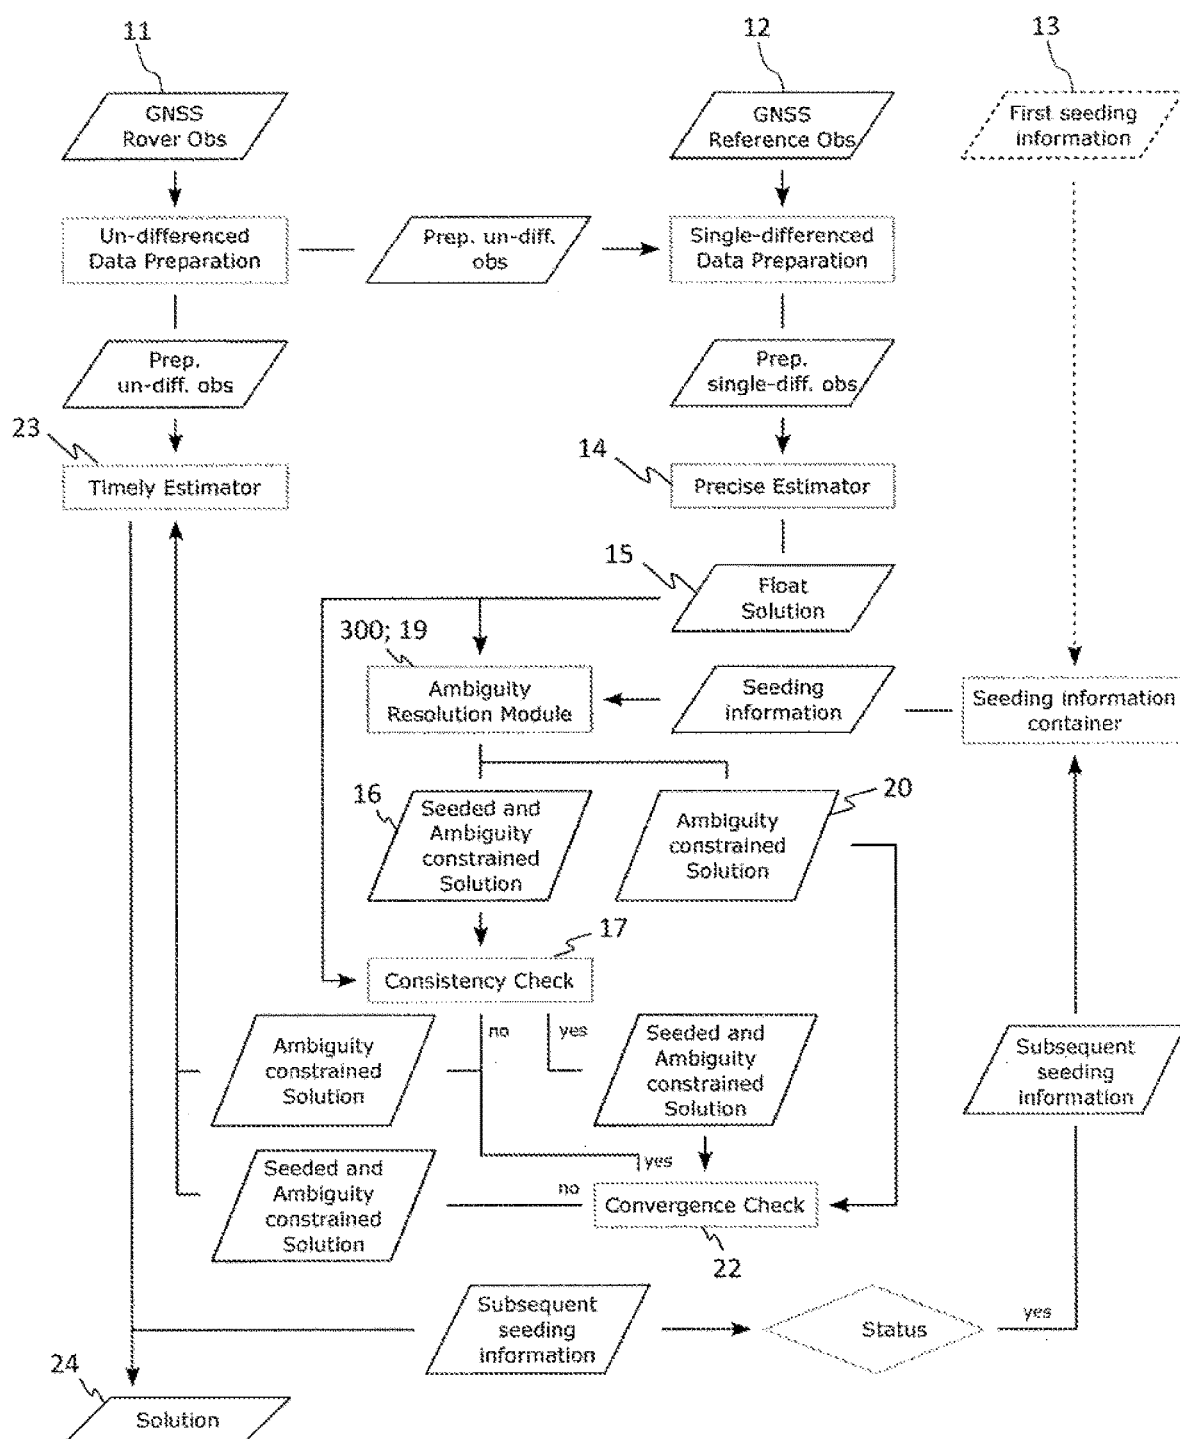 11
12
13
GNSS
Rover Obs
GNSS
Reference Obs
First seeding
information
Un-differenced
Data Preparation
Prep. un-diff.
obs
Single-differenced
Data Preparation
Prep.
un-diff. obs
Prep.
single-diff. obs
23
14
Timely Estimator
Precise Estimator
15
Float
Solution
300; 19
Ambiguity
Resolution Module
Seeding
information
Seeding information
container
16
20
Seeded and
Ambiguity
constrained
Solution
Ambiguity
constrained
Solution
17
Consistency Check
no
yes
Ambiguity
constrained
Solution
Seeded and
Ambiguity
constrained
Solution
Subsequent
seeding
information
yes
Seeded and
Ambiguity
constrained
Solution
no
Convergence Check
22
Subsequent
seeding
information
Status
yes
24
Solution